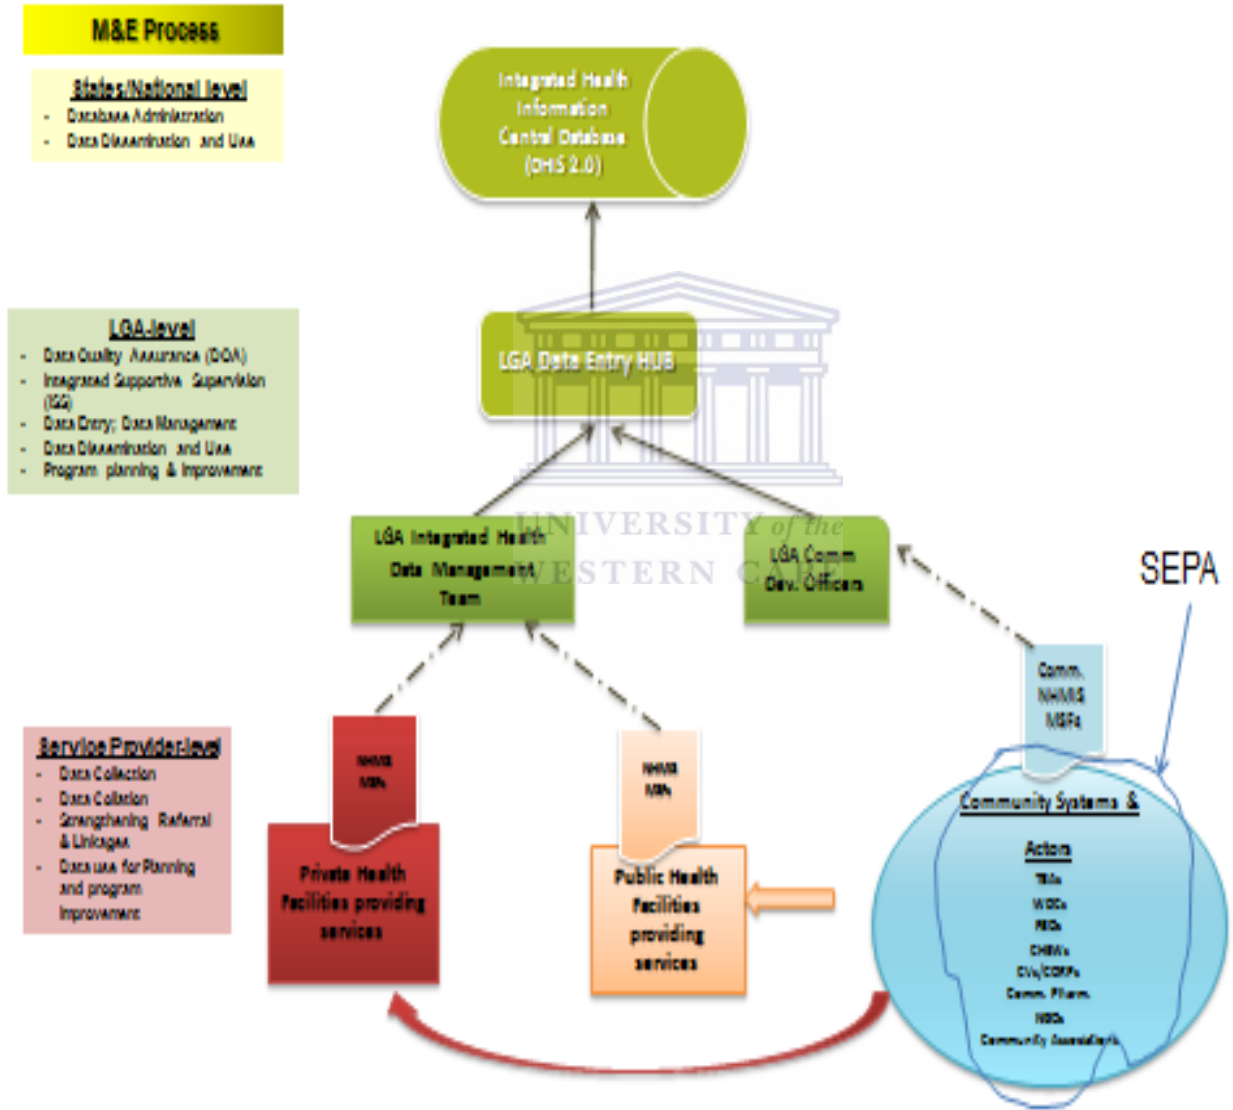 M&E Process
States/National level
- Database Administration
- Data Dissemination and Use
Integrated Health
Information
Central Database
(DHIS 2.0)
LGA-level
- Data Quality Assurance (DQA)
- Integrated Supportive Supervision
(ISS)
- Data Entry; Data Management
- Data Dissemination and Use
- Program planning & Improvement
LGA Data Entry HUB
UNIVERSITY of the
WESTERN CAPE
LGA Integrated Health
Data Management
Team
LGA Comm
Dev. Officers
SEPA
Comm.
NHMIS
MSFs
Service Provider-level
- Data Collection
- Data Collation
- Strengthening Referral
& Linkages
- Data use for Planning
and program
Improvement
NHMIS
MSFs
Private Health
Facilities providing
services
NHMIS
MSFs
Public Health
Facilities
providing
services
Community Systems &
Actors
TBAs
WDCs
CHEWs
CVs/CORPs
Comm. Pharm.
NGOs
Community Associations